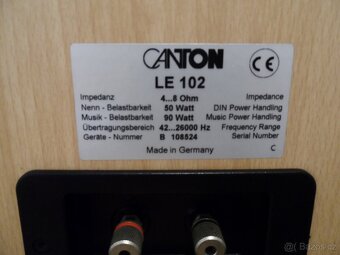 CANTON
CE
LE 102
Impedanz 4...8 Ohm Impedance
Nenn - Belastbarkeit 50 Watt DIN Power Handling
Musik - Belastbarkeit 90 Watt Music Power Handling
Übertragungsbereich 42...26000 Hz Frequency Range
Geräte - Nummer B 108524 Serial Number
Made in Germany C